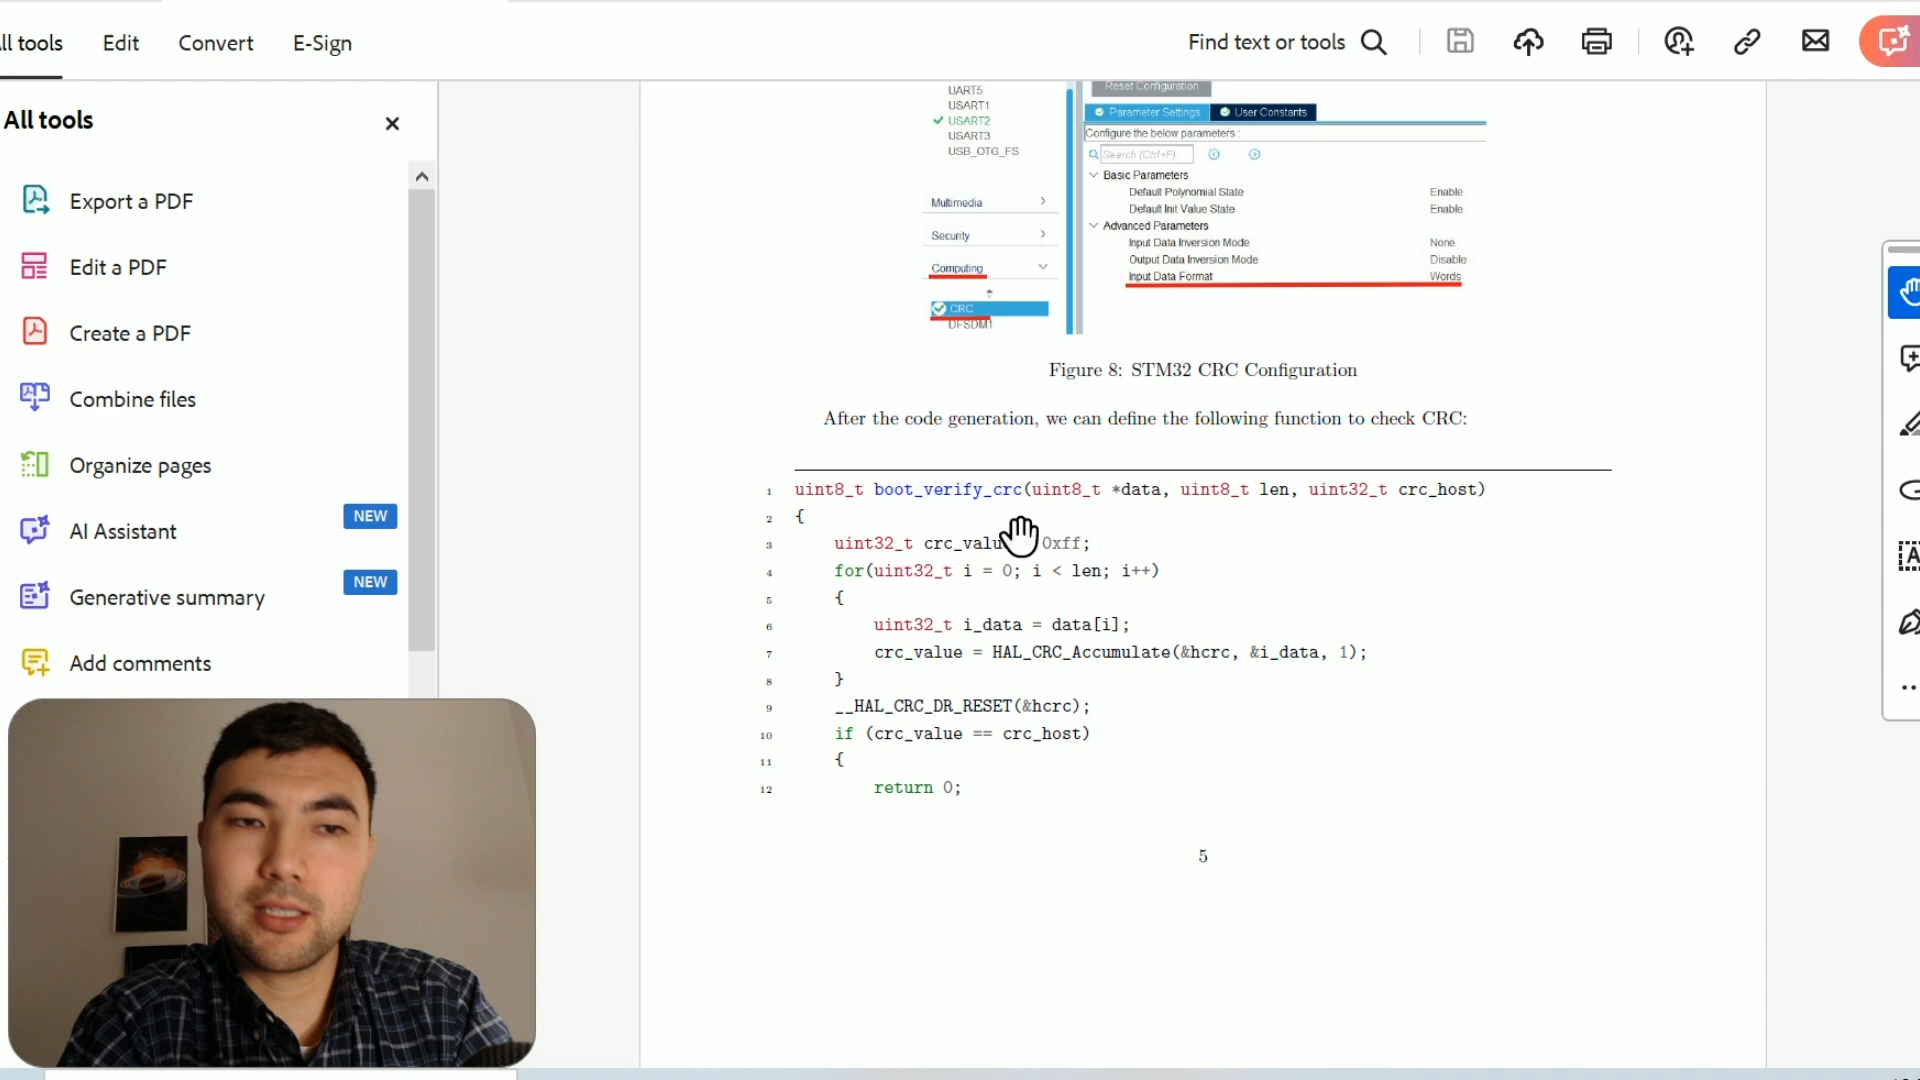 ll tools
Edit
Convert
E-Sign
Find text or tools
All tools
Export a PDF
Edit a PDF
Create a PDF
Combine files
Organize pages
AI Assistant
NEW
Generative summary
NEW
Add comments
UART5
USART1
USART2
USART3
USB_OTG_FS
Multimedia
Security
Computing
CRC
DFSDM1
Reset Configuration
Parameter Settings
User Constants
Configure the below parameters :
Search (Ctrl+F)
Basic Parameters
Default Polynomial State Enable
Default Init Value State Enable
Advanced Parameters
Input Data Inversion Mode None
Output Data Inversion Mode Disable
Input Data Format Words
Figure 8: STM32 CRC Configuration
After the code generation, we can define the following function to check CRC:
1 uint8_t boot_verify_crc(uint8_t *data, uint8_t len, uint32_t crc_host)
2 {
3 uint32_t crc_valu 0xff;
4 for(uint32_t i = 0; i < len; i++)
5 {
6 uint32_t i_data = data[i];
7 crc_value = HAL_CRC_Accumulate(&hcrc, &i_data, 1);
8 }
9 __HAL_CRC_DR_RESET(&hcrc);
10 if (crc_value == crc_host)
11 {
12 return 0;
5